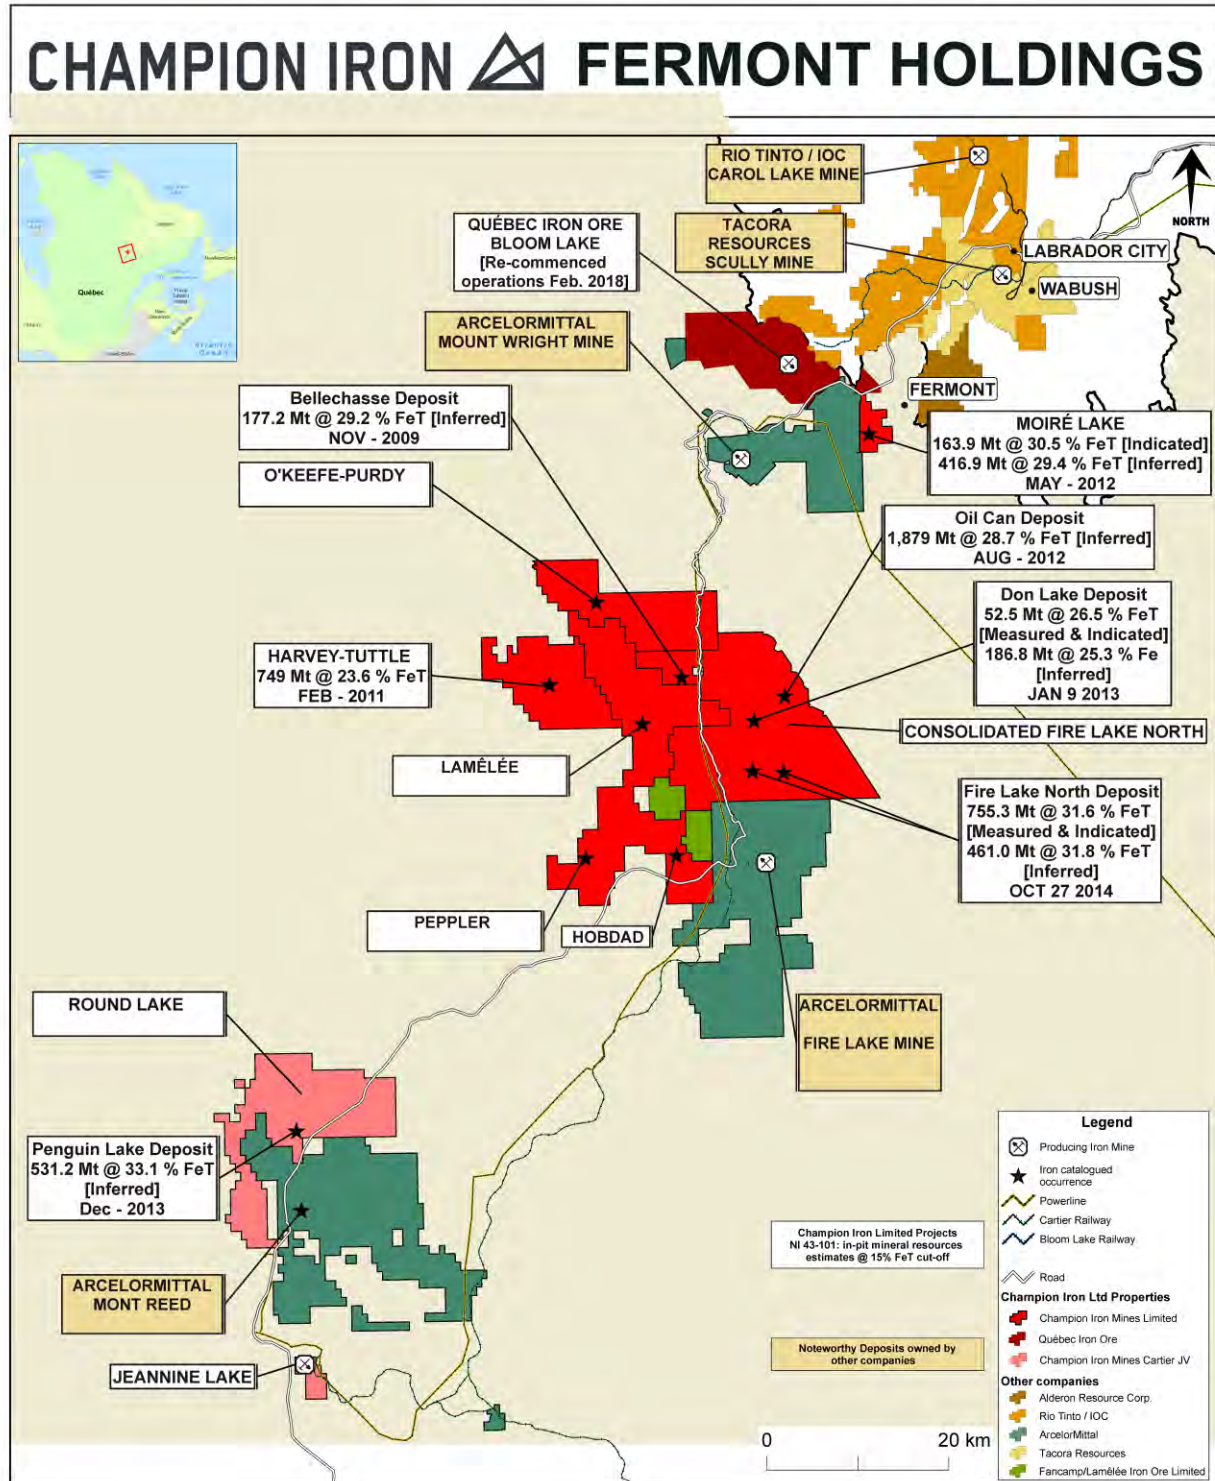 CHAMPION IRON FERMONT HOLDINGS
Québec
RIO TINTO / IOC
CAROL LAKE MINE
NORTH
QUÉBEC IRON ORE
BLOOM LAKE
[Re-commenced
operations Feb. 2018]
TACORA
RESOURCES
SCULLY MINE
LABRADOR CITY
WABUSH
ARCELORMITTAL
MOUNT WRIGHT MINE
FERMONT
Bellechasse Deposit
177.2 Mt @ 29.2 % FeT [Inferred]
NOV - 2009
MOIRÉ LAKE
163.9 Mt @ 30.5 % FeT [Indicated]
416.9 Mt @ 29.4 % FeT [Inferred]
MAY - 2012
O'KEEFE-PURDY
Oil Can Deposit
1,879 Mt @ 28.7 % FeT [Inferred]
AUG - 2012
Don Lake Deposit
52.5 Mt @ 26.5 % FeT
[Measured & Indicated]
186.8 Mt @ 25.3 % Fe
[Inferred]
JAN 9 2013
HARVEY-TUTTLE
749 Mt @ 23.6 % FeT
FEB - 2011
CONSOLIDATED FIRE LAKE NORTH
LAMÊLÉE
Fire Lake North Deposit
755.3 Mt @ 31.6 % FeT
[Measured & Indicated]
461.0 Mt @ 31.8 % FeT
[Inferred]
OCT 27 2014
PEPPLER
HOBDAD
ARCELORMITTAL
FIRE LAKE MINE
ROUND LAKE
Penguin Lake Deposit
531.2 Mt @ 33.1 % FeT
[Inferred]
Dec - 2013
ARCELORMITTAL
MONT REED
JEANNINE LAKE
Champion Iron Limited Projects
NI 43-101: in-pit mineral resources
estimates @ 15% FeT cut-off
Noteworthy Deposits owned by
other companies
0 20 km
Legend
Producing Iron Mine
Iron catalogued
occurrence
Powerline
Cartier Railway
Bloom Lake Railway
Road
Champion Iron Ltd Properties
Champion Iron Mines Limited
Québec Iron Ore
Champion Iron Mines Cartier JV
Other companies
Alderon Resource Corp.
Rio Tinto / IOC
ArcelorMittal
Tacora Resources
Fancamp/Lamêlée Iron Ore Limited